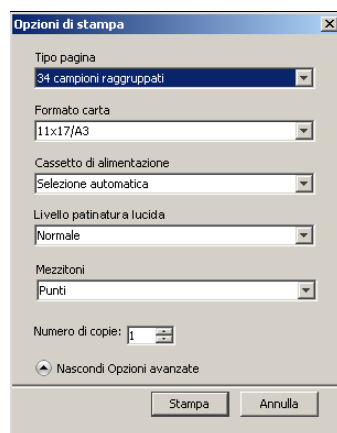 Opzioni di stampa
Tipo pagina
34 campioni raggruppati
Formato carta
11x17/A3
Cassetto di alimentazione
Selezione automatica
Livello patinatura lucida
Normale
Mezzitoni
Punti
Numero di copie: 1
Nascondi Opzioni avanzate
Stampa Annulla